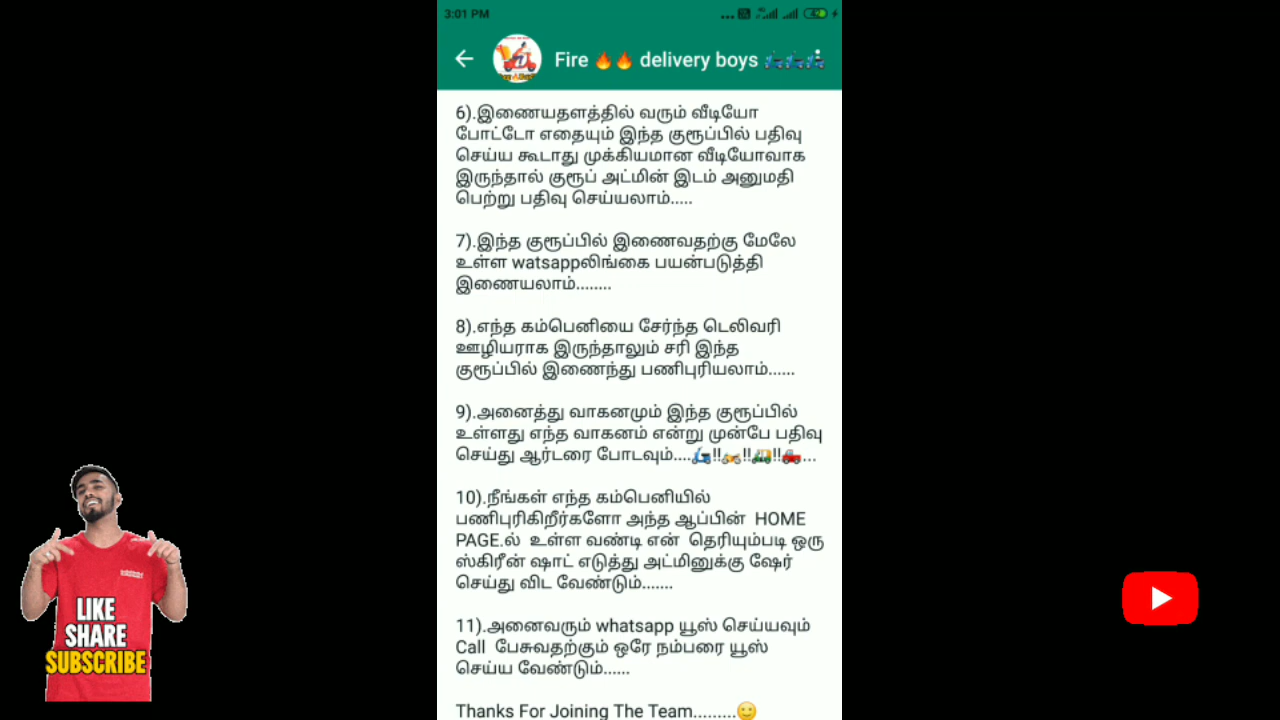 3:01 PM
Fire 🔥🔥 delivery boys 🛵🛵🛵
6).இணையதளத்தில் வரும் வீடியோ
போட்டோ எதையும் இந்த குரூப்பில் பதிவு
செய்ய கூடாது முக்கியமான வீடியோவாக
இருந்தால் குரூப் அட்மின் இடம் அனுமதி
பெற்று பதிவு செய்யலாம்.....
7).இந்த குரூப்பில் இணைவதற்கு மேலே
உள்ள watsappலிங்கை பயன்படுத்தி
இணையலாம்........
8).எந்த கம்பெனியை சேர்ந்த டெலிவரி
ஊழியராக இருந்தாலும் சரி இந்த
குரூப்பில் இணைந்து பணிபுரியலாம்......
9).அனைத்து வாகனமும் இந்த குரூப்பில்
உள்ளது எந்த வாகனம் என்று முன்பே பதிவு
செய்து ஆர்டரை போடவும்....🛵!!🏍️!!🛺!!🚗...
10).நீங்கள் எந்த கம்பெனியில்
பணிபுரிகிறீர்களோ அந்த ஆப்பின் HOME
PAGE.ல் உள்ள வண்டி என் தெரியும்படி ஒரு
ஸ்கிரீன் ஷாட் எடுத்து அட்மினுக்கு ஷேர்
செய்து விட வேண்டும்.......
11).அனைவரும் whatsapp யூஸ் செய்யவும்
Call பேசுவதற்கும் ஒரே நம்பரை யூஸ்
செய்ய வேண்டும்......
Thanks For Joining The Team.........🙂
LIKE
SHARE
SUBSCRIBE